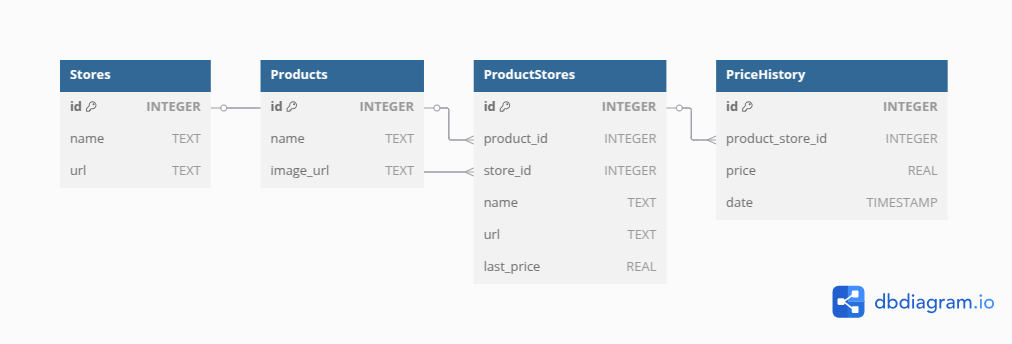 Stores
id INTEGER
name TEXT
url TEXT
Products
id INTEGER
name TEXT
image_url TEXT
ProductStores
id INTEGER
product_id INTEGER
store_id INTEGER
name TEXT
url TEXT
last_price REAL
PriceHistory
id INTEGER
product_store_id INTEGER
price REAL
date TIMESTAMP
dbdiagram.io